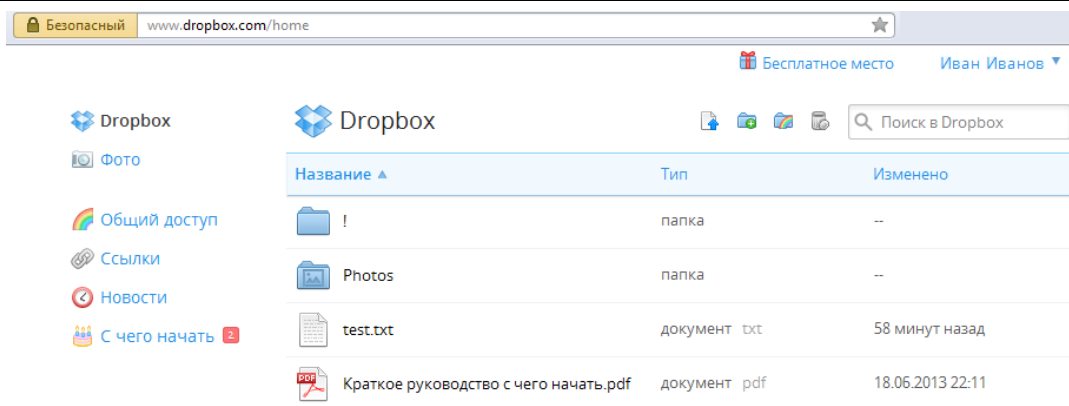 Безопасный www.dropbox.com/home
Бесплатное место Иван Иванов
Dropbox
Фото
Общий доступ
Ссылки
Новости
С чего начать 2
Dropbox Поиск в Dropbox
Название Тип Изменено
! папка --
Photos папка --
test.txt документ txt 58 минут назад
PDF Краткое руководство с чего начать.pdf документ pdf 18.06.2013 22:11